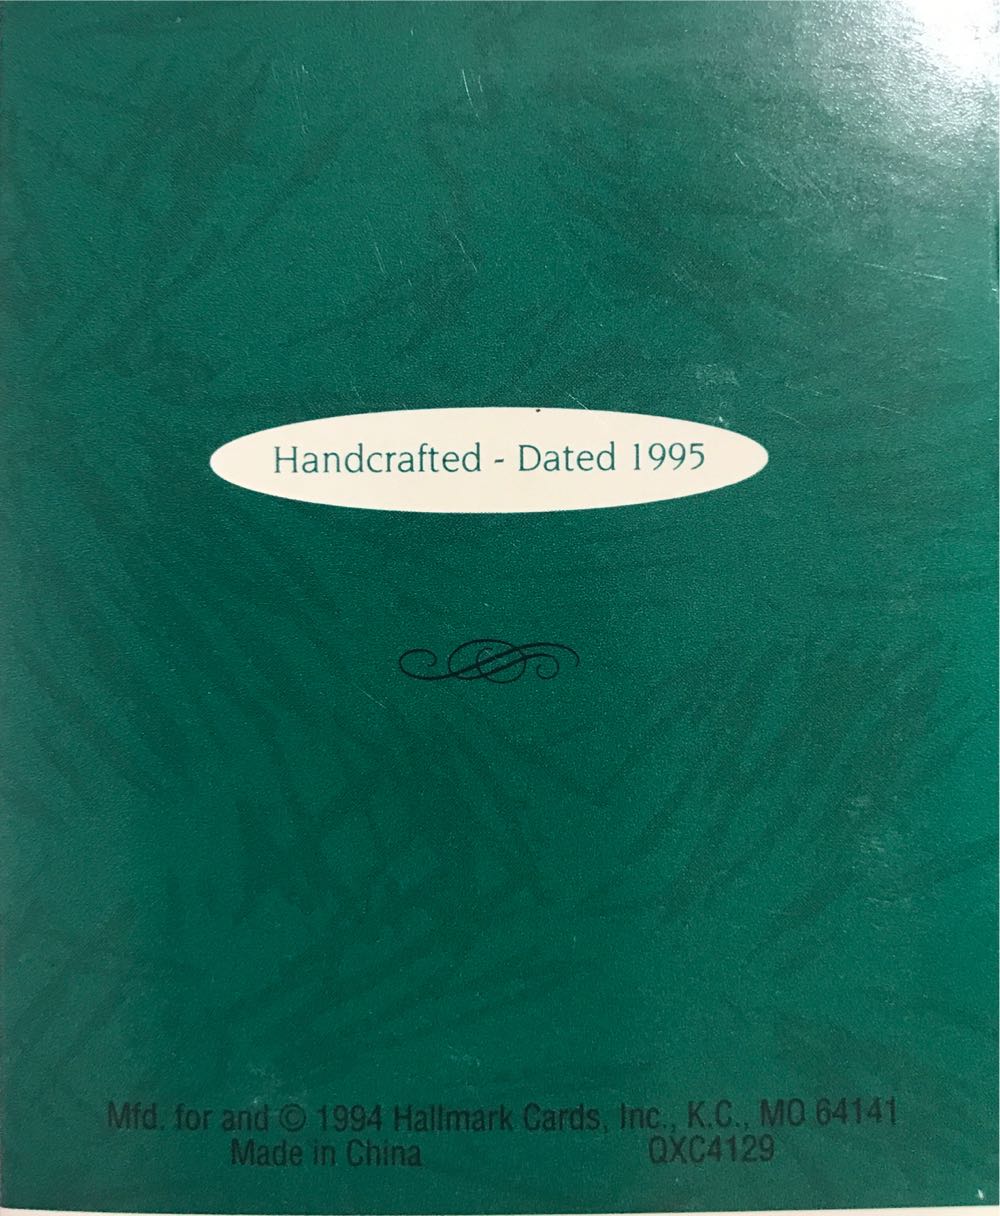 Handcrafted - Dated 1995
Mfd. for and © 1994 Hallmark Cards, Inc., K.C., MO 64141
Made in China QXC4129